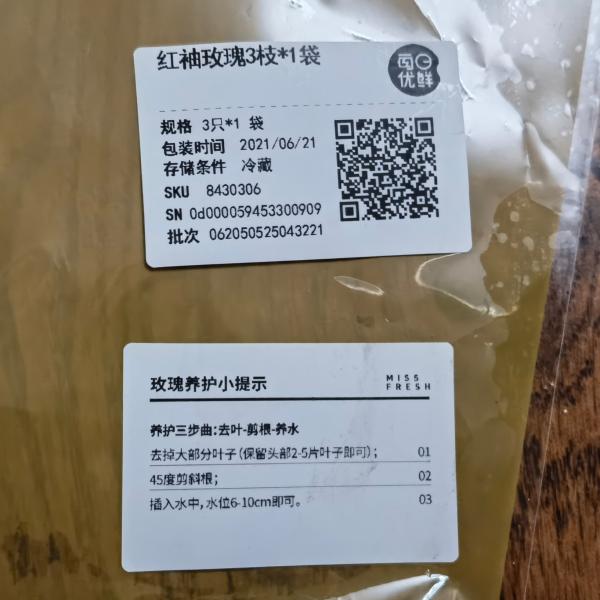 红袖玫瑰3枝*1袋
每日优鲜
规格 3只*1 袋
包装时间 2021/06/21
存储条件 冷藏
SKU 8430306
SN 0d000059453300909
批次 062050525043221
玫瑰养护小提示
MISS
FRESH
养护三步曲:去叶-剪根-养水
去掉大部分叶子(保留头部2-5片叶子即可); 01
45度剪斜根; 02
插入水中,水位6-10cm即可。 03